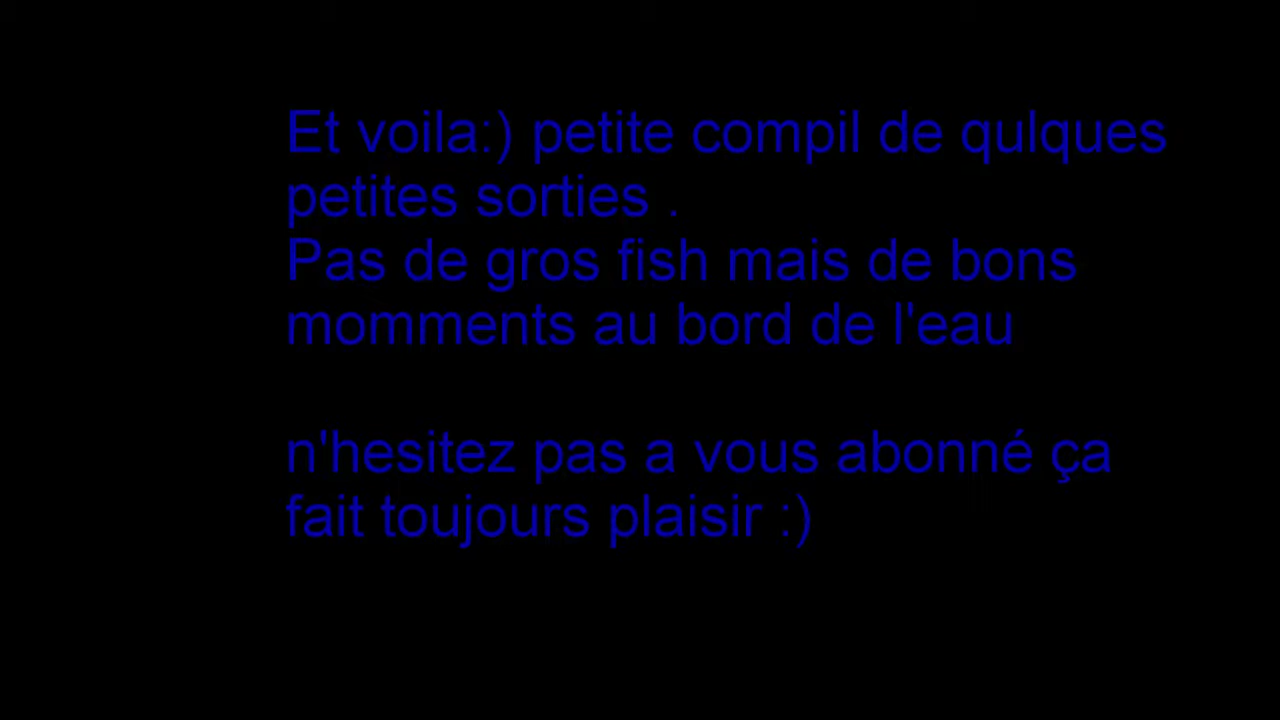 Et voila:) petite compil de qulques
petites sorties .
Pas de gros fish mais de bons
momments au bord de l'eau
n'hesitez pas a vous abonné ça
fait toujours plaisir :)